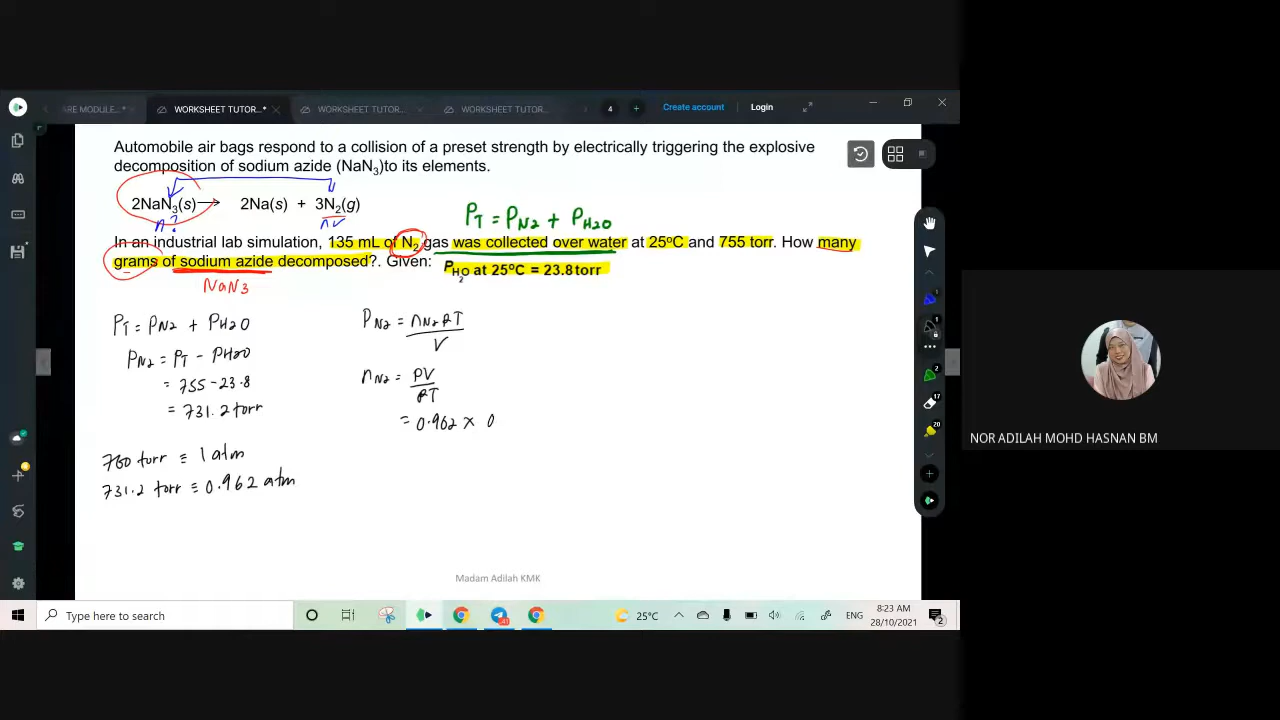 ARE MODULE...*
WORKSHEET TUTOR...*
WORKSHEET TUTOR...
WORKSHEET TUTOR...
4
Create account
Login
Automobile air bags respond to a collision of a preset strength by electrically triggering the explosive
decomposition of sodium azide (NaN3)to its elements.
2NaN3(s) → 2Na(s) + 3N2(g)
n?
nv
PT = PN2 + PH2O
In an industrial lab simulation, 135 mL of N2 gas was collected over water at 25°C and 755 torr. How many
grams of sodium azide decomposed?. Given: PH2O at 25°C = 23.8 torr
NaN3
PT = PN2 + PH2O
PN2 = PT - PH2O
= 755 - 23.8
= 731.2 torr
760 torr ≡ 1 atm
731.2 torr ≡ 0.962 atm
PN2 = nN2RT
V
nN2 = PV
RT
= 0.962 × 0
Madam Adilah KMK
NOR ADILAH MOHD HASNAN BM
Type here to search
25°C
ENG
8:23 AM
28/10/2021
2